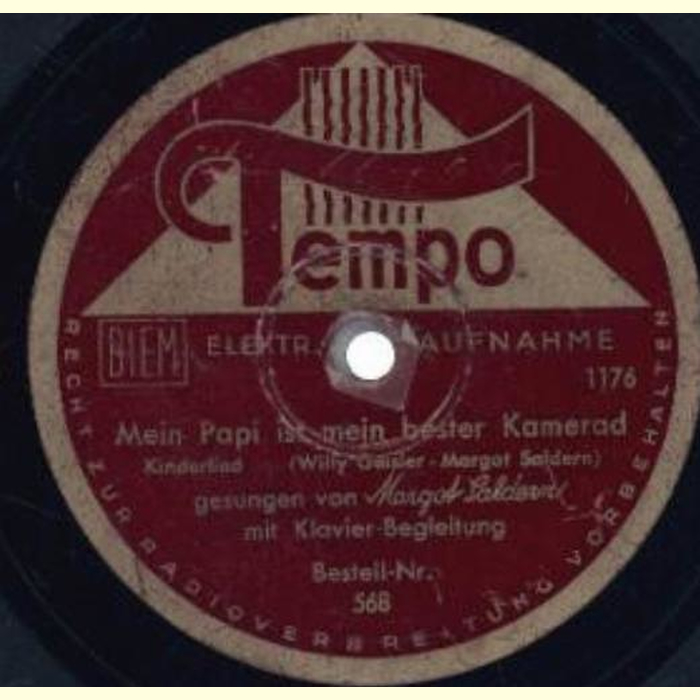 Tempo
BIEM ELEKTR. AUFNAHME
1176
Mein Papi ist mein bester Kamerad
Kinderlied (Willy Geisler - Margot Saldern)
gesungen von Margot Saldern
mit Klavier-Begleitung
Bestell-Nr.
568
RECHT ZUR RADIOVERBREITUNG VORBEHALTEN